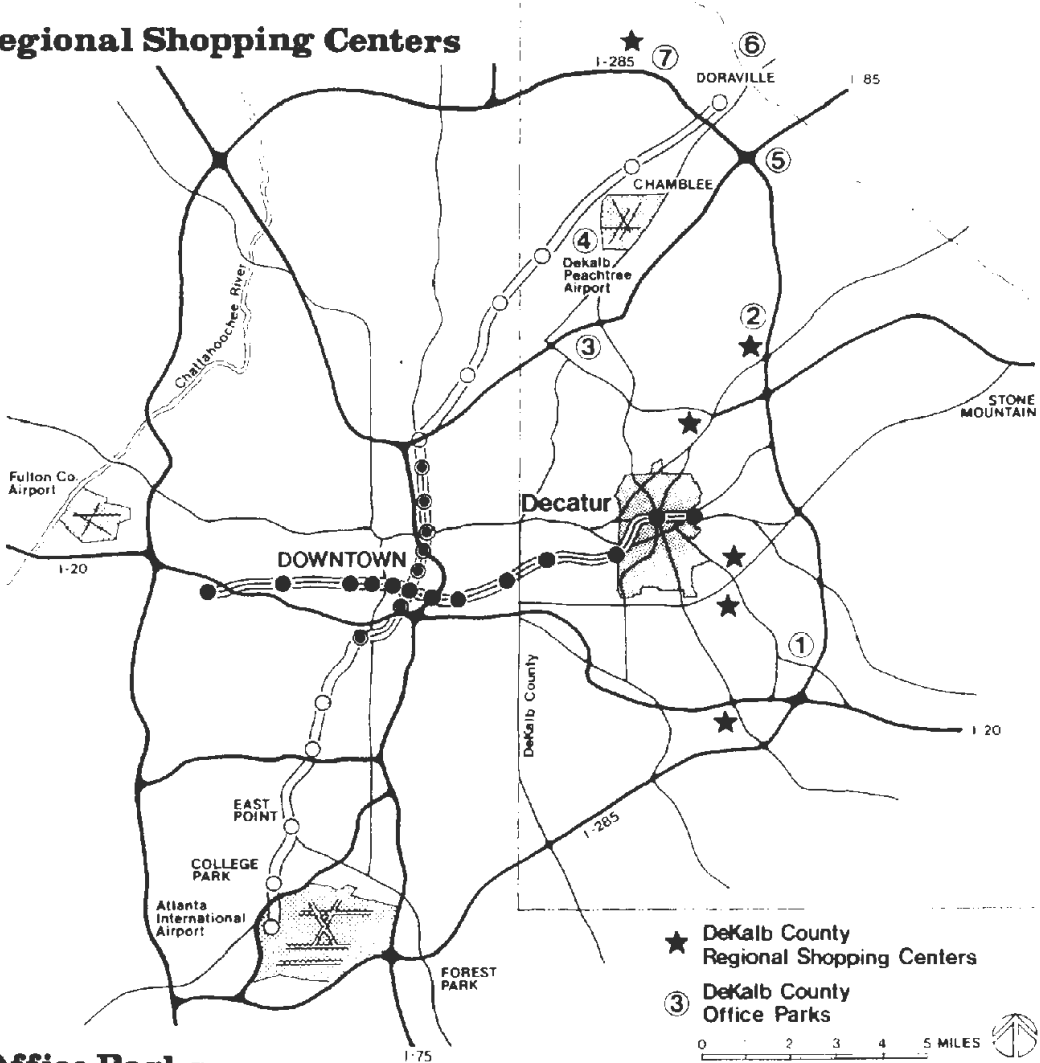 egional Shopping Centers
6
7
I-285
DORAVILLE
I 85
5
CHAMBLEE
4
Dekalb
Peachtree
Airport
Chattahoochee River
2
3
STONE
MOUNTAIN
Fulton Co.
Airport
Decatur
DOWNTOWN
I-20
1
DeKalb County
I 20
EAST
POINT
I-285
COLLEGE
PARK
Atlanta
International
Airport
FOREST
PARK
DeKalb County
Regional Shopping Centers
3
DeKalb County
Office Parks
0 1 2 3 4 5 MILES
I-75